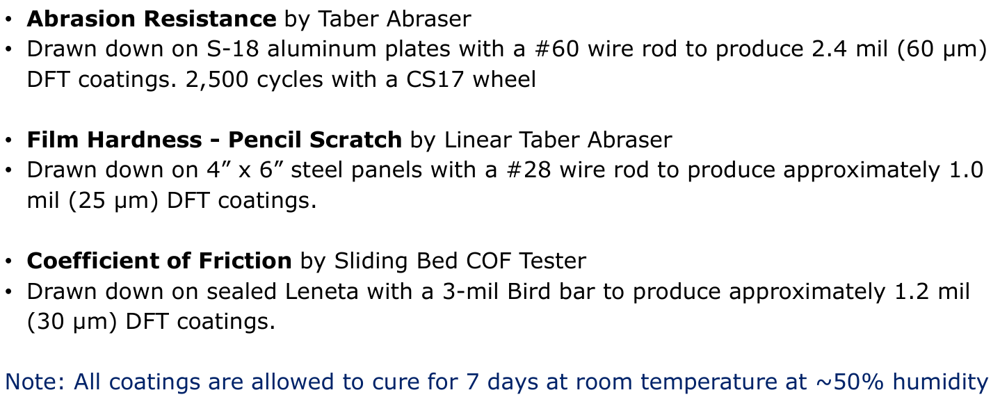 • Abrasion Resistance by Taber Abraser
• Drawn down on S-18 aluminum plates with a #60 wire rod to produce 2.4 mil (60 µm)
DFT coatings. 2,500 cycles with a CS17 wheel
• Film Hardness - Pencil Scratch by Linear Taber Abraser
• Drawn down on 4” x 6” steel panels with a #28 wire rod to produce approximately 1.0
mil (25 µm) DFT coatings.
• Coefficient of Friction by Sliding Bed COF Tester
• Drawn down on sealed Leneta with a 3-mil Bird bar to produce approximately 1.2 mil
(30 µm) DFT coatings.
Note: All coatings are allowed to cure for 7 days at room temperature at ~50% humidity